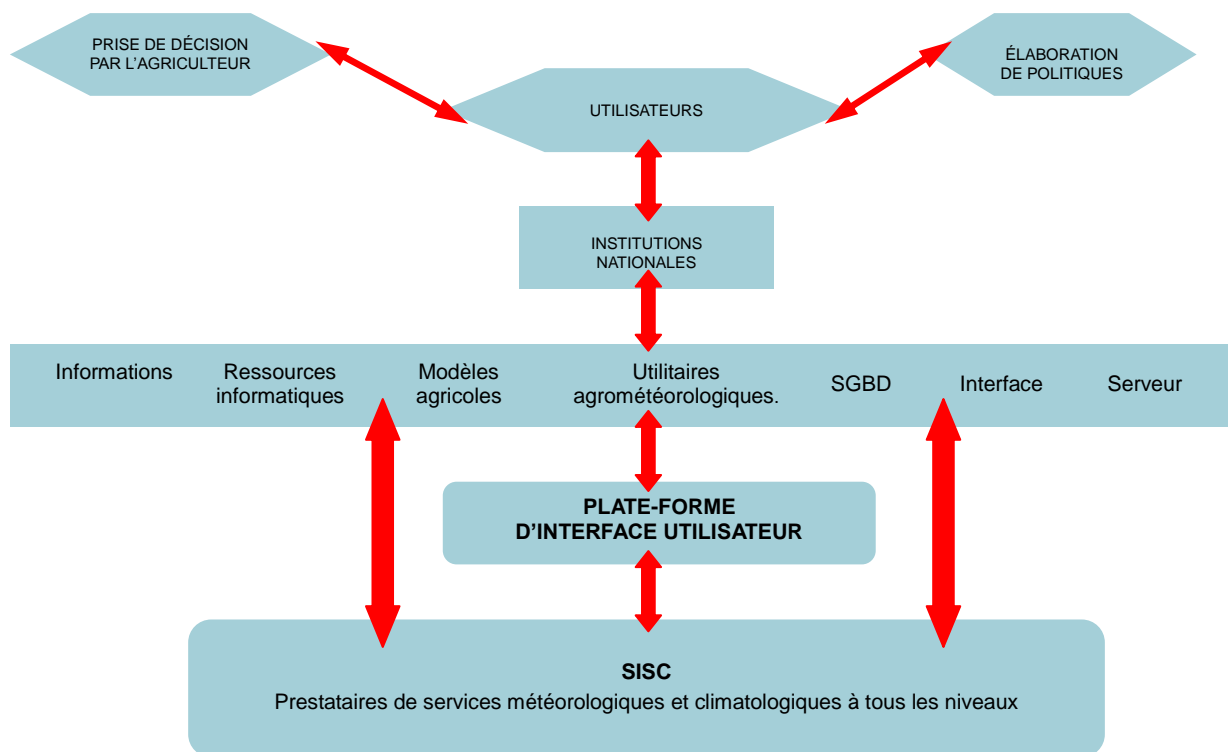 PRISE DE DÉCISION
PAR L'AGRICULTEUR
ÉLABORATION
DE POLITIQUES
UTILISATEURS
INSTITUTIONS
NATIONALES
Informations
Ressources
informatiques
Modèles
agricoles
Utilitaires
agrométéorologiques.
SGBD
Interface
Serveur
PLATE-FORME
D'INTERFACE UTILISATEUR
SISC
Prestataires de services météorologiques et climatologiques à tous les niveaux